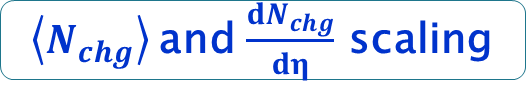 ⟨N_chg⟩ and dN_chg/dη scaling